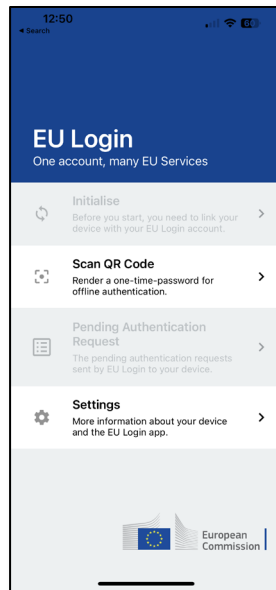 12:50
◀ Search
EU Login
One account, many EU Services
Initialise
Before you start, you need to link your
device with your EU Login account.
Scan QR Code
Render a one-time-password for
offline authentication.
Pending Authentication
Request
The pending authentication requests
sent by EU Login to your device.
Settings
More information about your device
and the EU Login app.
European
Commission